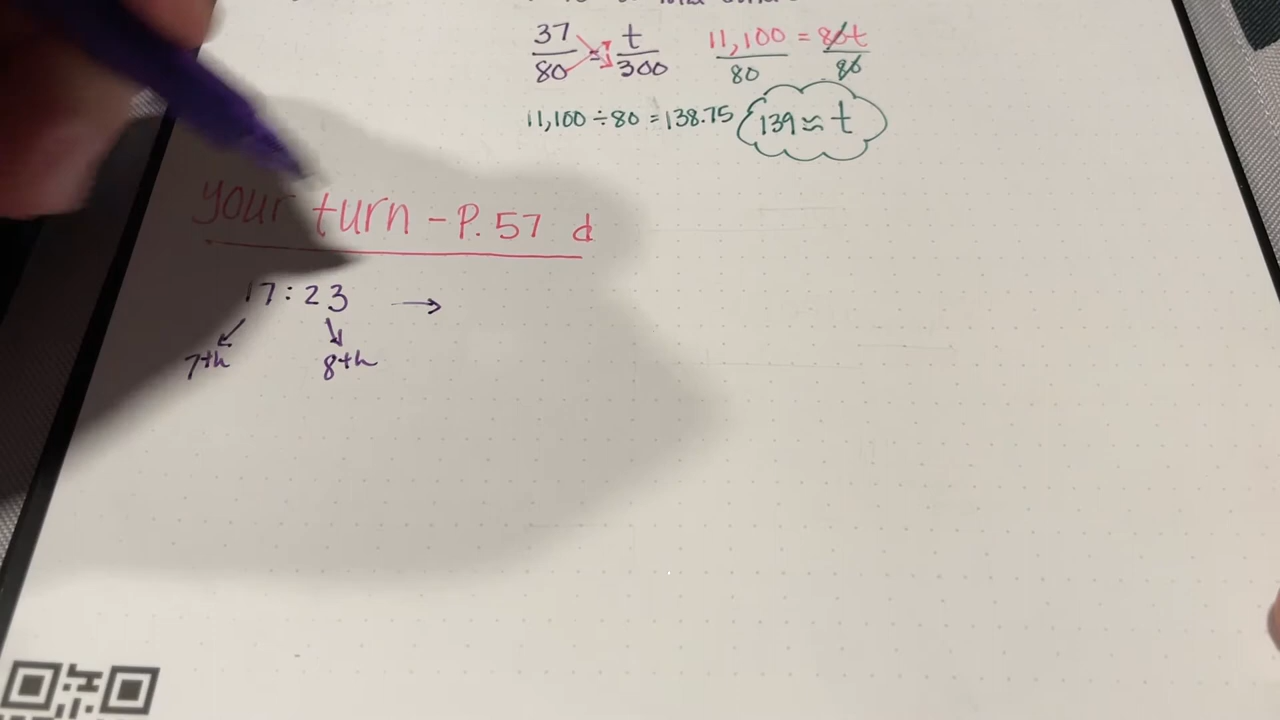 37/80 = t/300 11,100/80 = 80t/80
11,100 ÷ 80 = 138.75 139 ≈ t
your turn - P. 57 d
17 : 23 →
7th 8th